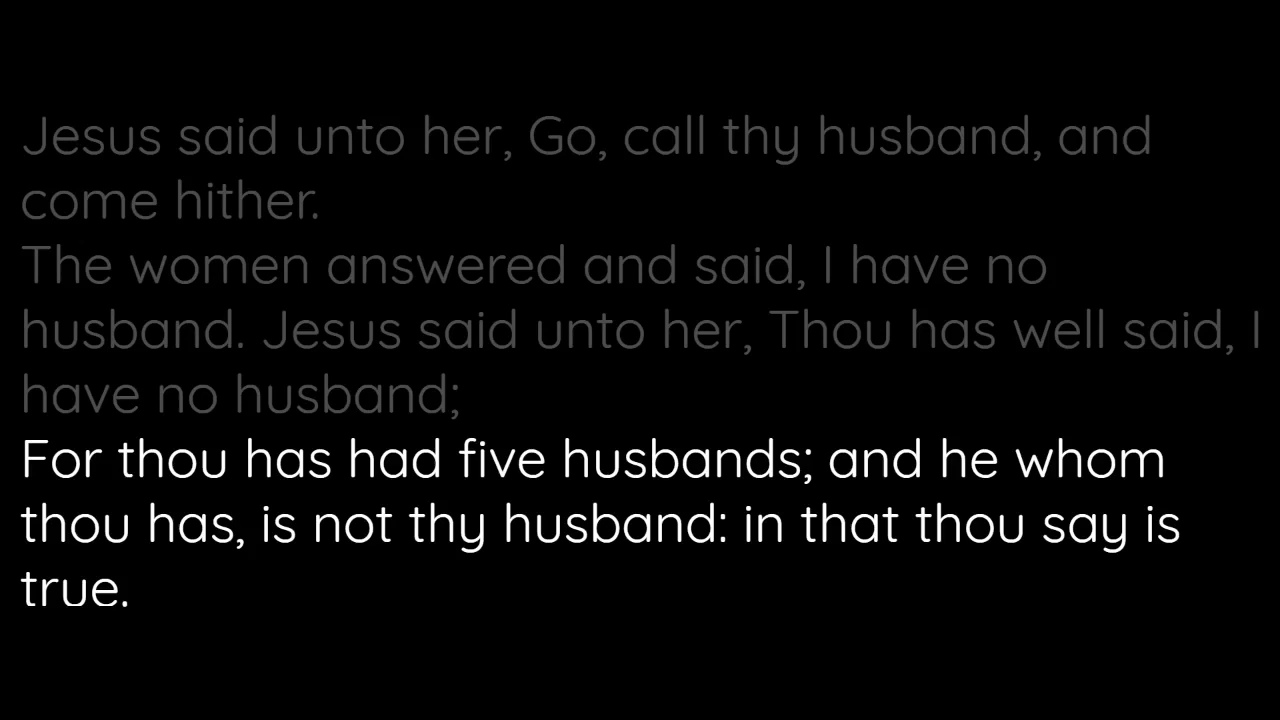 Jesus said unto her, Go, call thy husband, and
come hither.
The women answered and said, I have no
husband. Jesus said unto her, Thou has well said, I
have no husband;
For thou has had five husbands; and he whom
thou has, is not thy husband: in that thou say is
true.